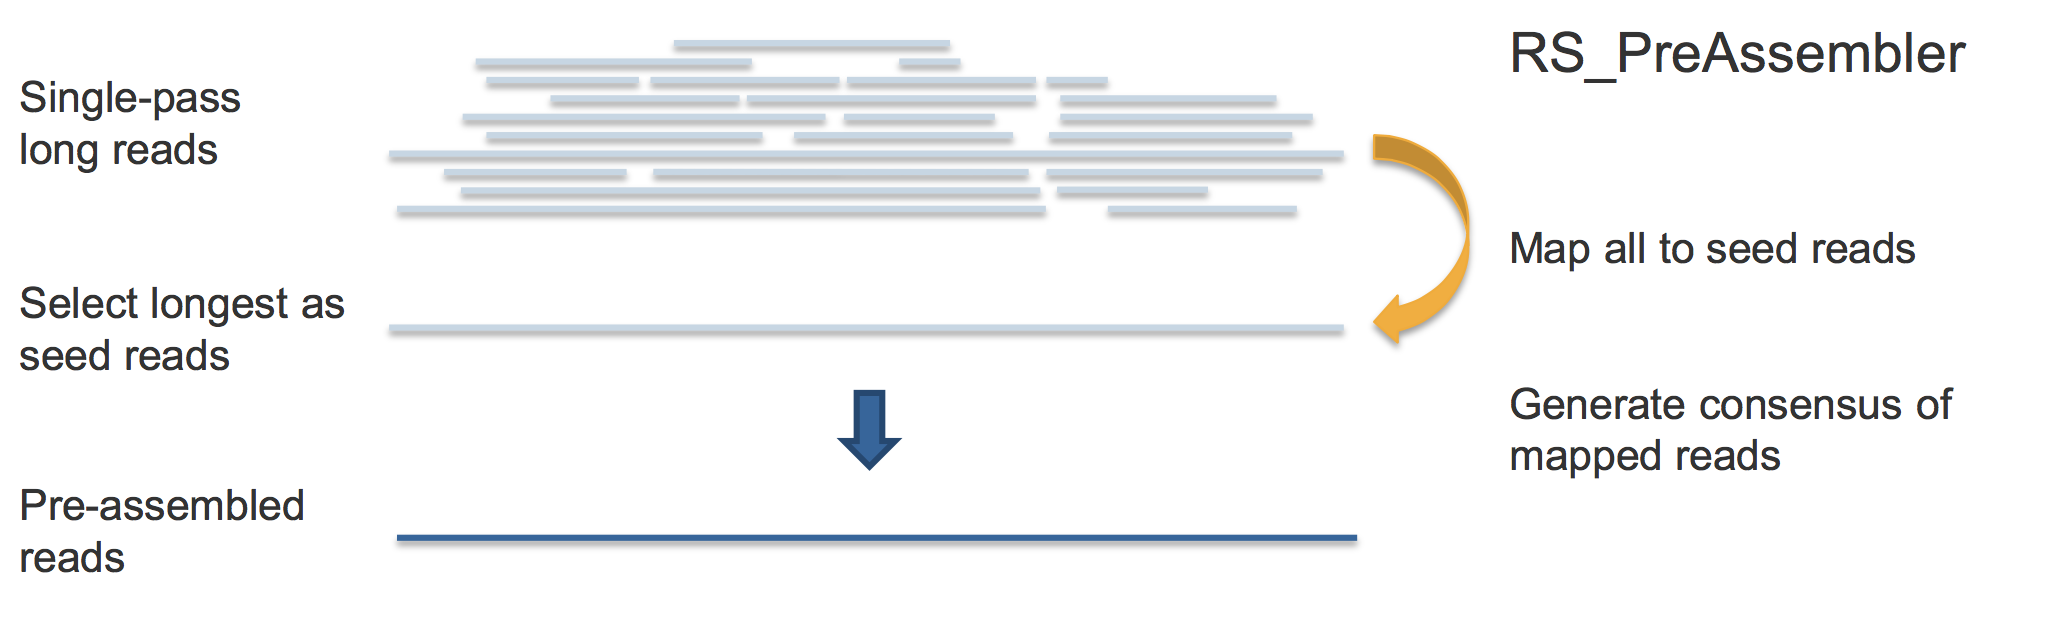 RS_PreAssembler
Single-pass
long reads
Map all to seed reads
Select longest as
seed reads
Generate consensus of
mapped reads
Pre-assembled
reads